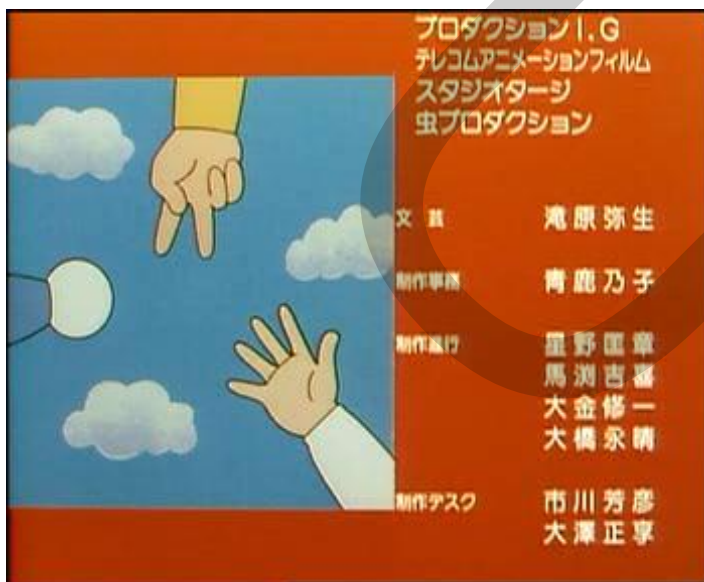 プロダクションI.G
テレコムアニメーションフィルム
スタジオタージ
虫プロダクション
文芸 滝原弥生
制作事務 青鹿乃子
制作進行 星野匡章
馬渕吉喜
大金修一
大橋永晴
制作デスク 市川芳彦
大澤正享